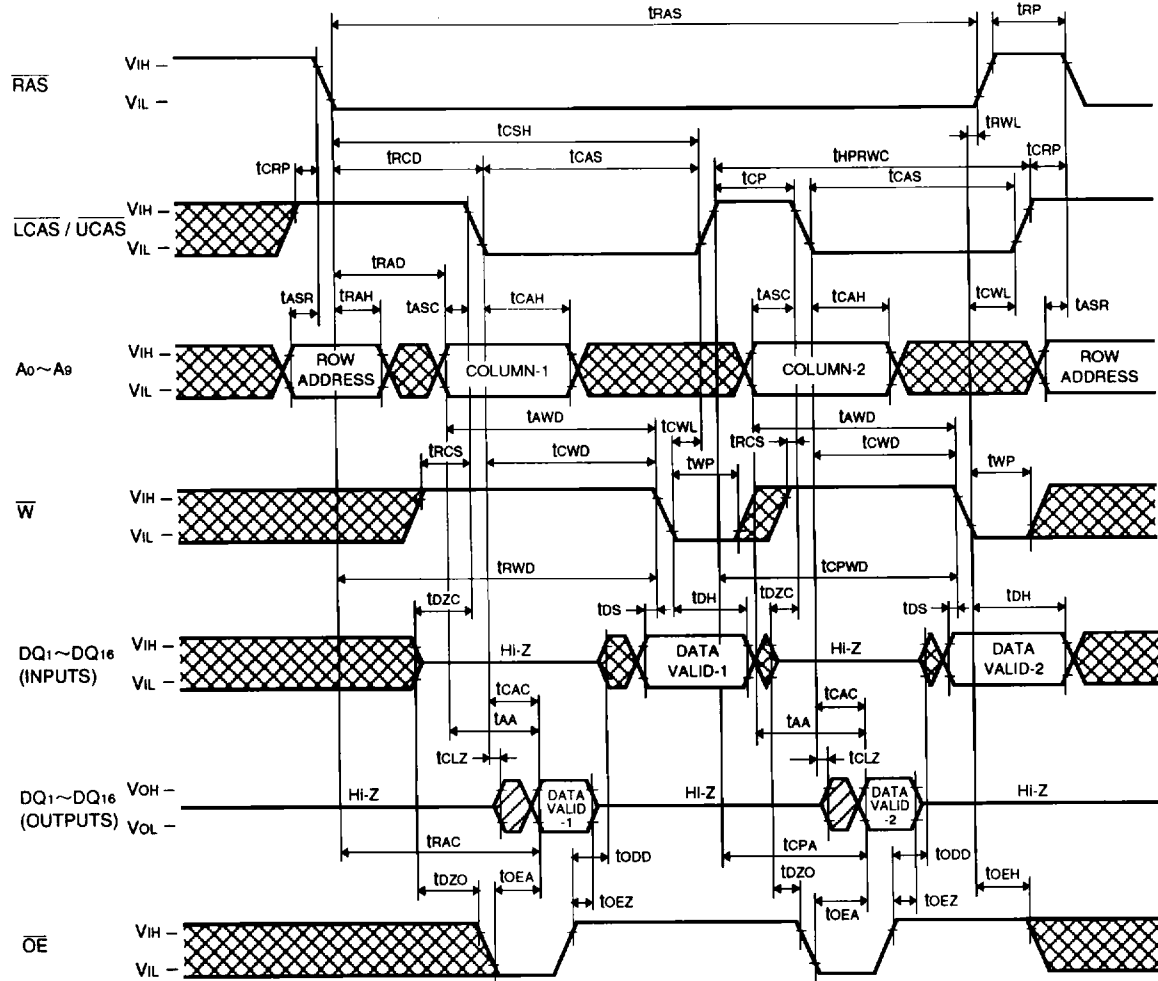 tRAS tRP
VIH
RAS
VIL
tRWL
tCSH
tCRP tRCD tCAS tHPRWC tCRP
tCP tCAS
VIH
LCAS / UCAS
VIL
tRAD
tASR tRAH tASC tCAH tASC tCAH tCWL tASR
VIH
A0~A9
VIL
ROW ADDRESS COLUMN-1 COLUMN-2 ROW ADDRESS
tAWD tCWL tAWD
tRCS tCWD tRCS tCWD
tWP tWP
VIH
W
VIL
tRWD tCPWD
tDZC tDS tDH tDZC tDS tDH
VIH
DQ1~DQ16
(INPUTS)
VIL
Hi-Z DATA VALID-1 Hi-Z DATA VALID-2
tCAC tCAC
tAA tAA
tCLZ tCLZ
VOH
DQ1~DQ16
(OUTPUTS)
VOL
Hi-Z DATA VALID -1 Hi-Z DATA VALID -2 Hi-Z
tRAC tODD tCPA tODD
tDZO tOEA tOEZ tDZO tOEA tOEZ tOEH
VIH
OE
VIL